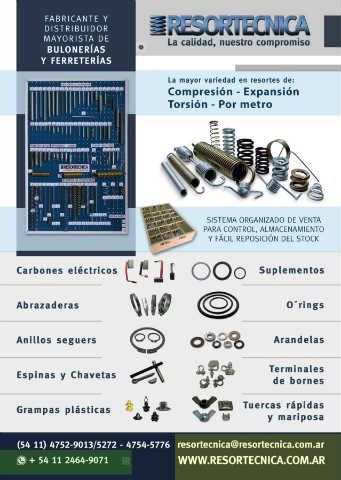 FABRICANTE Y
DISTRIBUIDOR
MAYORISTA DE
BULONERÍAS
Y FERRETERÍAS
RESORTECNICA
La calidad, nuestro compromiso
La mayor variedad en resortes de:
Compresión - Expansión
Torsión - Por metro
RESORTECNICA
SISTEMA ORGANIZADO DE VENTA
PARA CONTROL, ALMACENAMIENTO
Y FÁCIL REPOSICIÓN DEL STOCK
Carbones eléctricos
Suplementos
Abrazaderas
O´rings
Anillos seguers
Arandelas
Espinas y Chavetas
Terminales
de bornes
Grampas plásticas
Tuercas rápidas
y mariposa
(54 11) 4752-9013/5272 - 4754-5776
resortecnica@resortecnica.com.ar
+ 54 11 2464-9071
WWW.RESORTECNICA.COM.AR